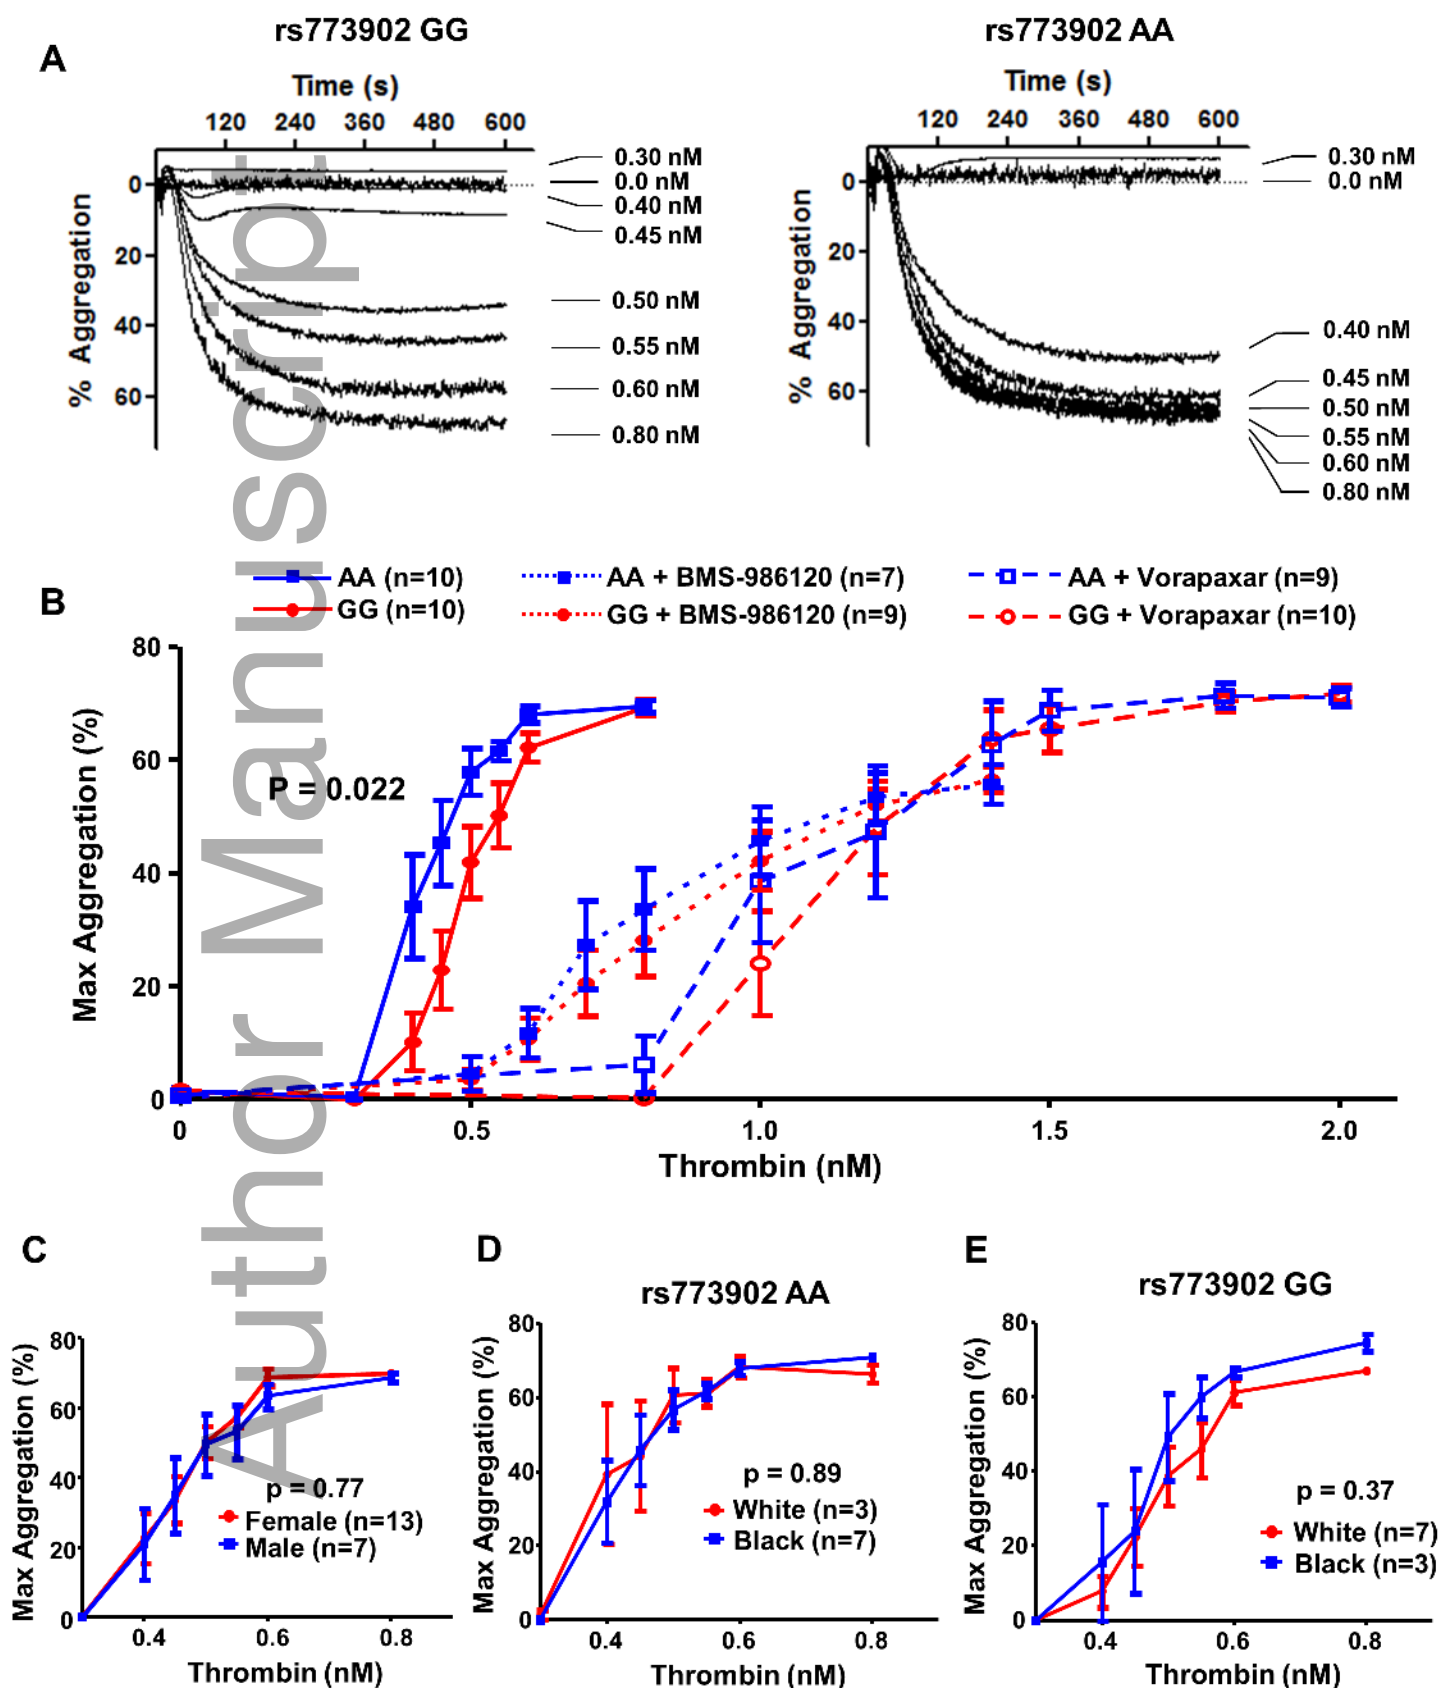 A
rs773902 GG
Time (s)
120 240 360 480 600
% Aggregation
0
20
40
60
0.30 nM
0.0 nM
0.40 nM
0.45 nM
0.50 nM
0.55 nM
0.60 nM
0.80 nM
rs773902 AA
Time (s)
120 240 360 480 600
% Aggregation
0
20
40
60
0.30 nM
0.0 nM
0.40 nM
0.45 nM
0.50 nM
0.55 nM
0.60 nM
0.80 nM
B
AA (n=10)
GG (n=10)
AA + BMS-986120 (n=7)
GG + BMS-986120 (n=9)
AA + Vorapaxar (n=9)
GG + Vorapaxar (n=10)
Max Aggregation (%)
80
60
40
20
0
P = 0.022
0 0.5 1.0 1.5 2.0
Thrombin (nM)
C
Max Aggregation (%)
80
60
40
20
0
p = 0.77
Female (n=13)
Male (n=7)
0.4 0.6 0.8
Thrombin (nM)
D
rs773902 AA
Max Aggregation (%)
80
60
40
20
0
p = 0.89
White (n=3)
Black (n=7)
0.4 0.6 0.8
Thrombin (nM)
E
rs773902 GG
Max Aggregation (%)
80
60
40
20
0
p = 0.37
White (n=7)
Black (n=3)
0.4 0.6 0.8
Thrombin (nM)
Author Manuscript